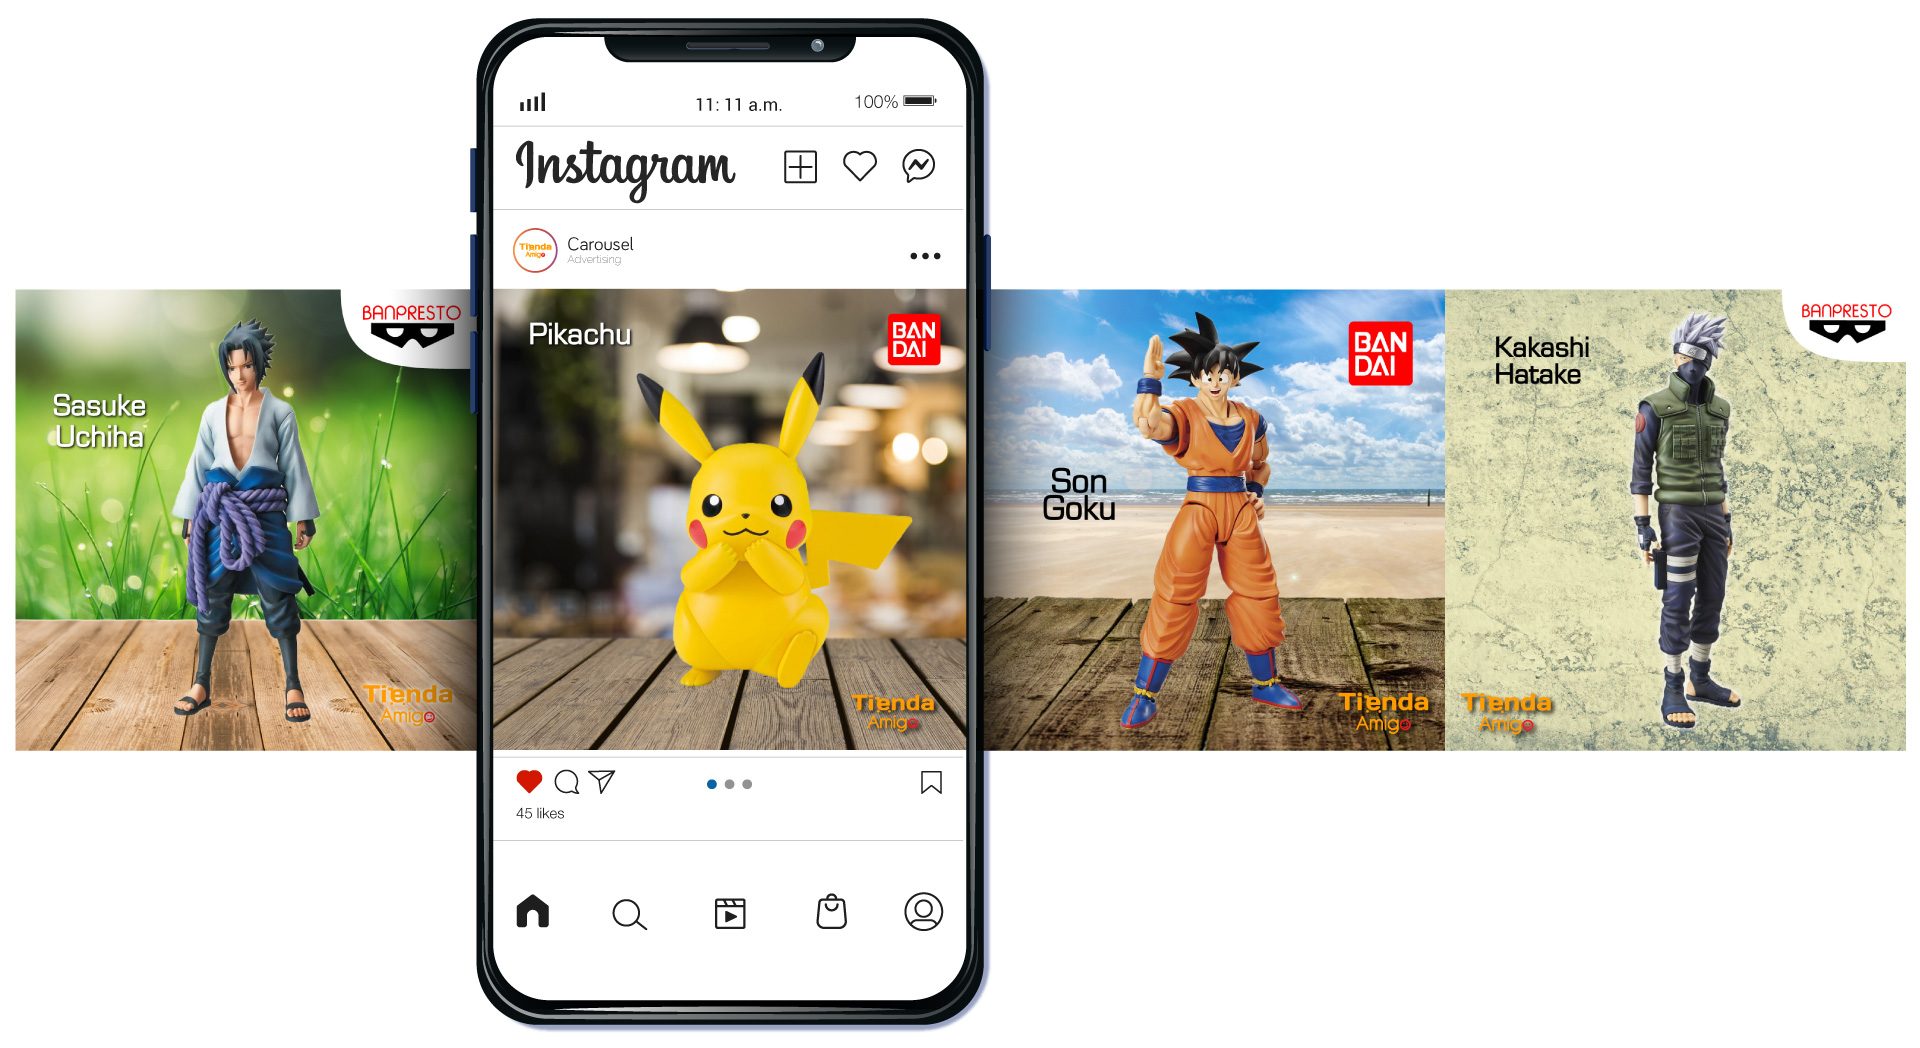 11: 11 a.m.
100%
Instagram
Tienda
Amigo
Carousel
Advertising
BANPRESTO
Sasuke
Uchiha
Tienda
Amigo
Pikachu
BAN
DAI
Tienda
Amigo
BAN
DAI
Son
Goku
Tienda
Amigo
BANPRESTO
Kakashi
Hatake
Tienda
Amigo
45 likes